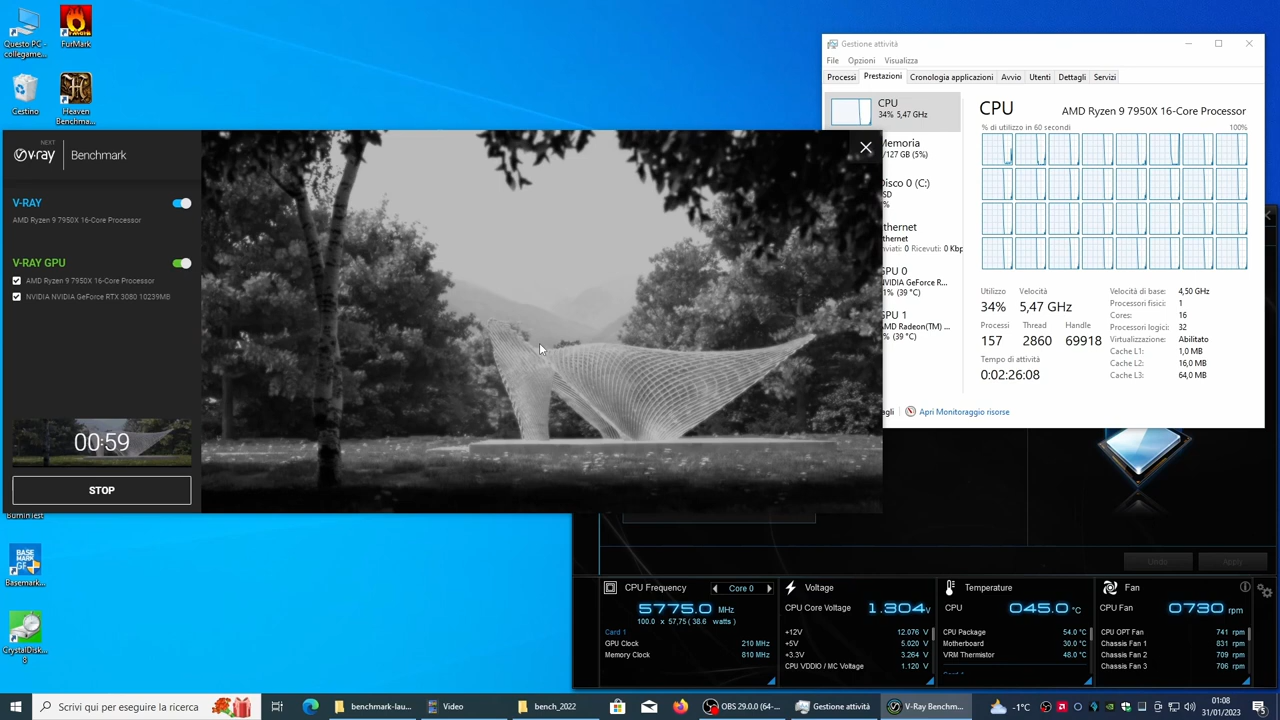 Questo PC -
collegame...
FurMark
Cestino
Heaven
Benchma...
BurnInTest
Basemark...
CrystalDisk...
8
NEXT
v-ray
Benchmark
V-RAY
AMD Ryzen 9 7950X 16-Core Processor
V-RAY GPU
AMD Ryzen 9 7950X 16-Core Processor
NVIDIA NVIDIA GeForce RTX 3080 10239MB
00:59
STOP
Gestione attività
File Opzioni Visualizza
Processi Prestazioni Cronologia applicazioni Avvio Utenti Dettagli Servizi
CPU
34% 5,47 GHz
Memoria
/127 GB (5%)
Disco 0 (C:)
SSD
%
Ethernet
Ethernet
Inviati: 0 Ricevuti: 0 Kbp
GPU 0
NVIDIA GeForce R...
1% (39 °C)
GPU 1
AMD Radeon(TM) ...
% (39 °C)
CPU AMD Ryzen 9 7950X 16-Core Processor
% di utilizzo in 60 secondi 100%
Utilizzo Velocità
34% 5,47 GHz
Processi Thread Handle
157 2860 69918
Tempo di attività
0:02:26:08
Velocità di base: 4,50 GHz
Processori fisici: 1
Cores: 16
Processori logici: 32
Virtualizzazione: Abilitato
Cache L1: 1,0 MB
Cache L2: 16,0 MB
Cache L3: 64,0 MB
agli
Apri Monitoraggio risorse
Undo Apply
CPU Frequency Core 0
5775.0 MHz
100.0 x 57,75 ( 38.6 watts )
Card 1
GPU Clock 210 MHz
Memory Clock 810 MHz
Voltage
CPU Core Voltage 1.304 V
+12V 12.076 V
+5V 5.020 V
+3.3V 3.264 V
CPU VDDIO / MC Voltage 1.120 V
Temperature
CPU 045.0 °C
CPU Package 54.0 °C
Motherboard 30.0 °C
VRM Thermistor 48.0 °C
Fan
CPU Fan 0730 rpm
CPU OPT Fan 741 rpm
Chassis Fan 1 831 rpm
Chassis Fan 2 709 rpm
Chassis Fan 3 706 rpm
Scrivi qui per eseguire la ricerca
benchmark-lau...
Video
bench_2022
OBS 29.0.0 (64-...
Gestione attività
V-Ray Benchm...
-1°C
01:08
31/01/2023